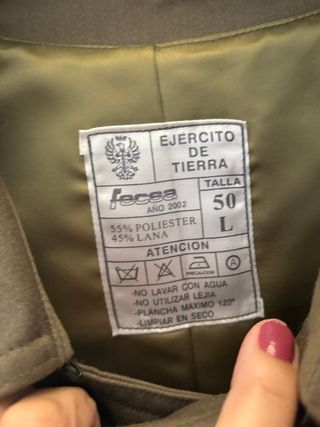 EJERCITO
DE
TIERRA
fecsa
AÑO 2002
TALLA
50
L
55% POLIESTER
45% LANA
ATENCION
PRECAUCION
A
-NO LAVAR CON AGUA
-NO UTILIZAR LEJIA
-PLANCHA MAXIMO 120°
-LIMPIAR EN SECO